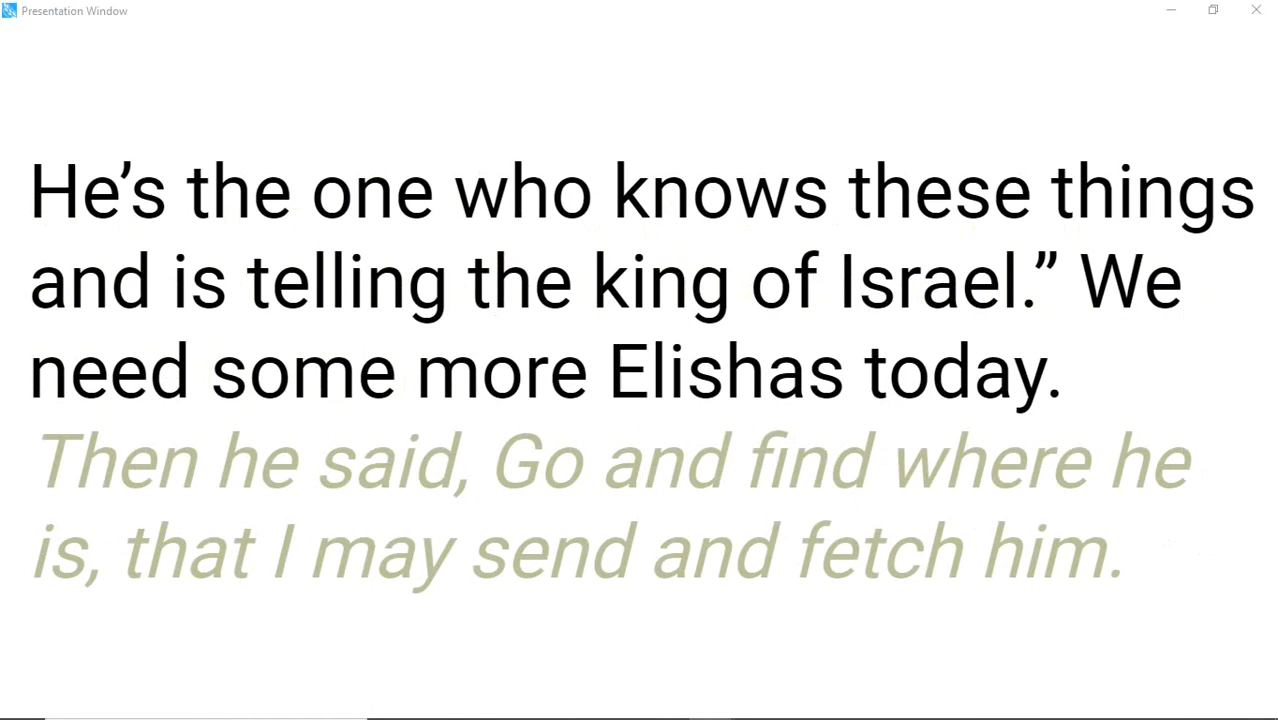 Presentation Window
He’s the one who knows these things
and is telling the king of Israel.” We
need some more Elishas today.
Then he said, Go and find where he
is, that I may send and fetch him.